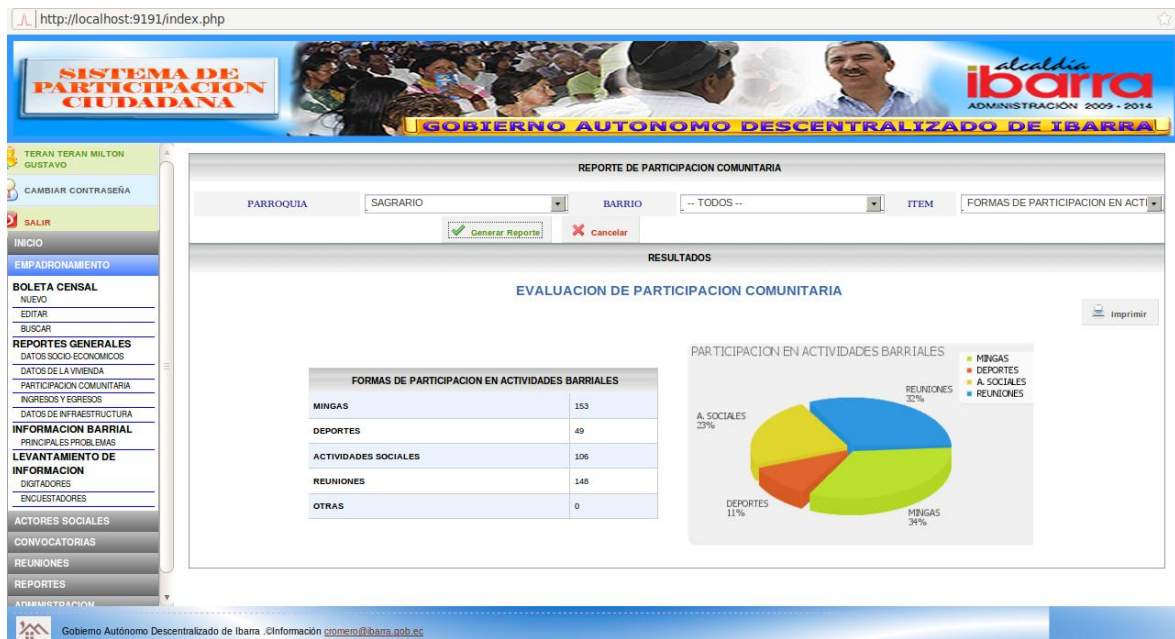 http://localhost:9191/index.php
SISTEMA DE
PARTICIPACION
CIUDADANA
alcaldía
ibarra
ADMINISTRACIÓN 2009 - 2014
GOBIERNO AUTONOMO DESCENTRALIZADO DE IBARRA
TERAN TERAN MILTON
GUSTAVO
CAMBIAR CONTRASEÑA
SALIR
INICIO
EMPADRONAMIENTO
BOLETA CENSAL
NUEVO
EDITAR
BUSCAR
REPORTES GENERALES
DATOS SOCIO-ECONOMICOS
DATOS DE LA VIVIENDA
PARTICIPACION COMUNITARIA
INGRESOS Y EGRESOS
DATOS DE INFRAESTRUCTURA
INFORMACION BARRIAL
PRINCIPALES PROBLEMAS
LEVANTAMIENTO DE
INFORMACION
DIGITADORES
ENCUESTADORES
ACTORES SOCIALES
CONVOCATORIAS
REUNIONES
REPORTES
ADMINISTRACION
REPORTE DE PARTICIPACION COMUNITARIA
PARROQUIA SAGRARIO BARRIO -- TODOS -- ITEM FORMAS DE PARTICIPACION EN ACTI
Generar Reporte Cancelar
RESULTADOS
EVALUACION DE PARTICIPACION COMUNITARIA
Imprimir
FORMAS DE PARTICIPACION EN ACTIVIDADES BARRIALES
MINGAS 153
DEPORTES 49
ACTIVIDADES SOCIALES 106
REUNIONES 148
OTRAS 0
PARTICIPACION EN ACTIVIDADES BARRIALES
MINGAS
DEPORTES
A. SOCIALES
REUNIONES
REUNIONES
32%
A. SOCIALES
23%
DEPORTES
11%
MINGAS
34%
Gobierno Autónomo Descentralizado de Ibarra .©Información cromero@ibarra.gob.ec